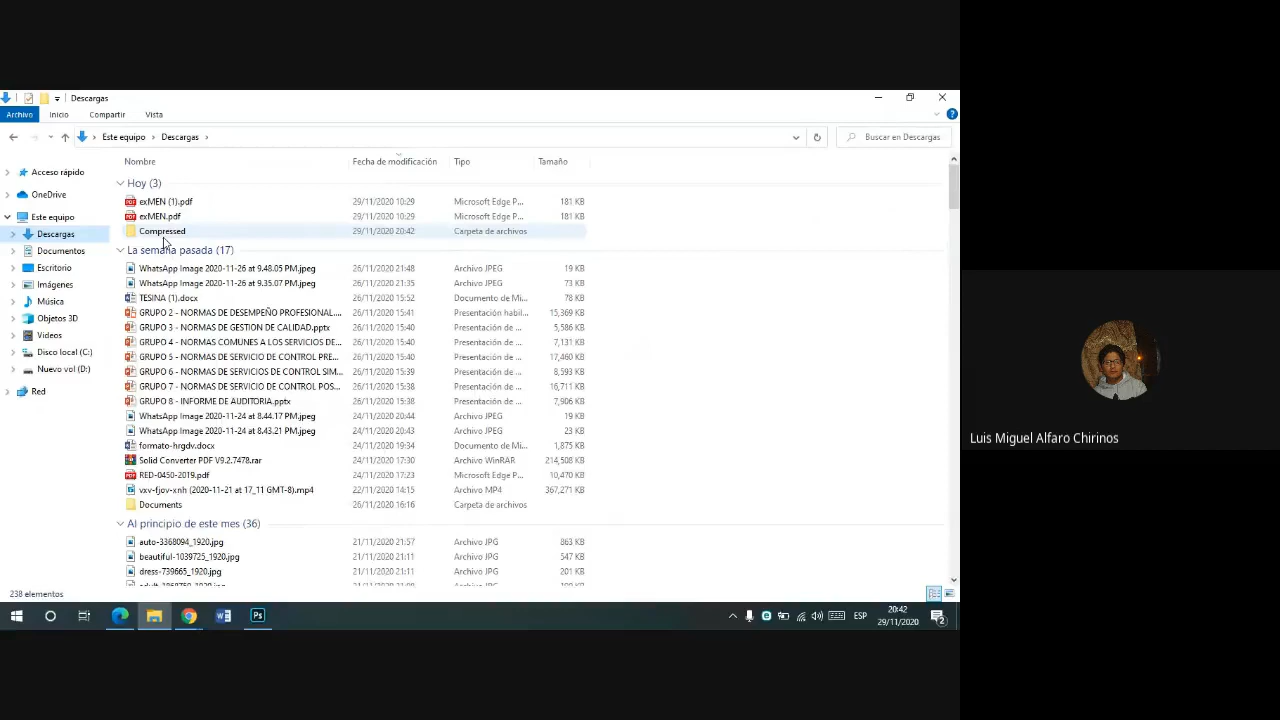 Descargas
Archivo Inicio Compartir Vista
Este equipo Descargas Buscar en Descargas
Nombre Fecha de modificación Tipo Tamaño
Acceso rápido
OneDrive
Este equipo
Descargas
Documentos
Escritorio
Imágenes
Música
Objetos 3D
Videos
Disco local (C:)
Nuevo vol (D:)
Red
Hoy (3)
exMEN (1).pdf 29/11/2020 10:29 Microsoft Edge P... 181 KB
exMEN.pdf 29/11/2020 10:29 Microsoft Edge P... 181 KB
Compressed 29/11/2020 20:42 Carpeta de archivos
La semana pasada (17)
WhatsApp Image 2020-11-26 at 9.48.05 PM.jpeg 26/11/2020 21:48 Archivo JPEG 19 KB
WhatsApp Image 2020-11-26 at 9.35.07 PM.jpeg 26/11/2020 21:35 Archivo JPEG 73 KB
TESINA (1).docx 26/11/2020 15:52 Documento de Mi... 78 KB
GRUPO 2 - NORMAS DE DESEMPEÑO PROFESIONAL.... 26/11/2020 15:41 Presentación habil... 15,369 KB
GRUPO 3 - NORMAS DE GESTION DE CALIDAD.pptx 26/11/2020 15:40 Presentación de ... 5,586 KB
GRUPO 4 - NORMAS COMUNES A LOS SERVICIOS DE... 26/11/2020 15:40 Presentación de ... 7,131 KB
GRUPO 5 - NORMAS DE SERVICIO DE CONTROL PRE... 26/11/2020 15:40 Presentación de ... 17,460 KB
GRUPO 6 - NORMAS DE SERVICIOS DE CONTROL SIM... 26/11/2020 15:39 Presentación de ... 8,593 KB
GRUPO 7 - NORMAS DE SERVICIO DE CONTROL POS... 26/11/2020 15:38 Presentación de ... 16,711 KB
GRUPO 8 - INFORME DE AUDITORIA.pptx 26/11/2020 15:38 Presentación de ... 7,906 KB
WhatsApp Image 2020-11-24 at 8.44.17 PM.jpeg 24/11/2020 20:44 Archivo JPEG 19 KB
WhatsApp Image 2020-11-24 at 8.43.21 PM.jpeg 24/11/2020 20:43 Archivo JPEG 23 KB
formato-hrgdv.docx 24/11/2020 19:34 Documento de Mi... 1,875 KB
Solid Converter PDF V9.2.7478.rar 24/11/2020 17:30 Archivo WinRAR 214,508 KB
RED-0450-2019.pdf 24/11/2020 17:23 Microsoft Edge P... 10,470 KB
vxv-fjov-xnh (2020-11-21 at 17_11 GMT-8).mp4 22/11/2020 14:15 Archivo MP4 367,271 KB
Documents 26/11/2020 16:16 Carpeta de archivos
Al principio de este mes (36)
auto-3368094_1920.jpg 21/11/2020 21:57 Archivo JPG 863 KB
beautiful-1039725_1920.jpg 21/11/2020 21:11 Archivo JPG 547 KB
dress-739665_1920.jpg 21/11/2020 21:11 Archivo JPG 201 KB
238 elementos
ESP 20:42
29/11/2020
2
Luis Miguel Alfaro Chirinos